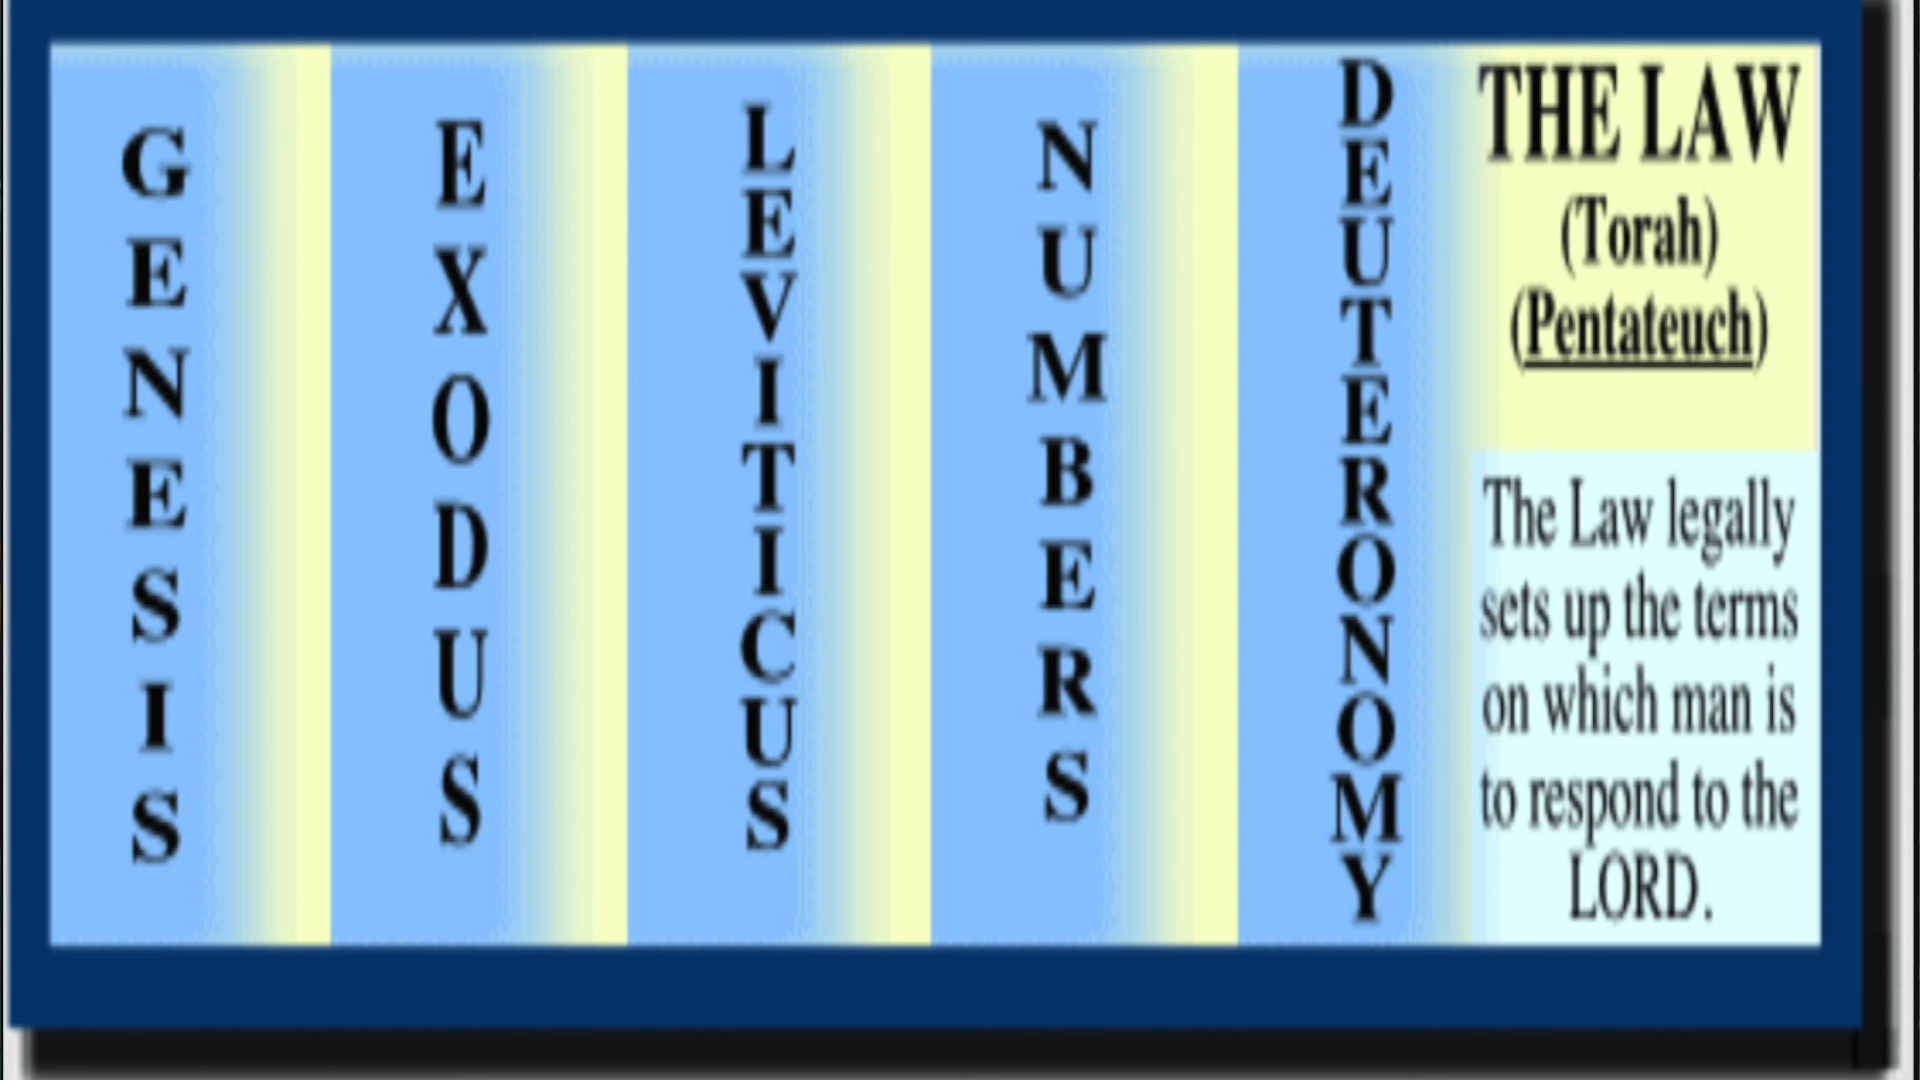 GENESIS
EXODUS
LEVITICUS
NUMBERS
DEUTERONOMY
THE LAW
(Torah)
(Pentateuch)
The Law legally
sets up the terms
on which man is
to respond to the
LORD.